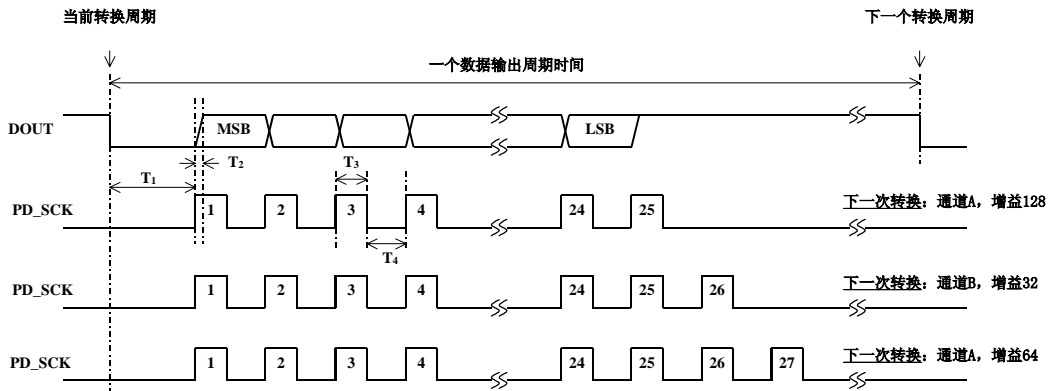 当前转换周期 下一个转换周期
一个数据输出周期时间
DOUT MSB LSB
T2 T3
T1
PD_SCK 1 2 3 4 24 25 下一次转换：通道A，增益128
T4
PD_SCK 1 2 3 4 24 25 26 下一次转换：通道B，增益32
PD_SCK 1 2 3 4 24 25 26 27 下一次转换：通道A，增益64